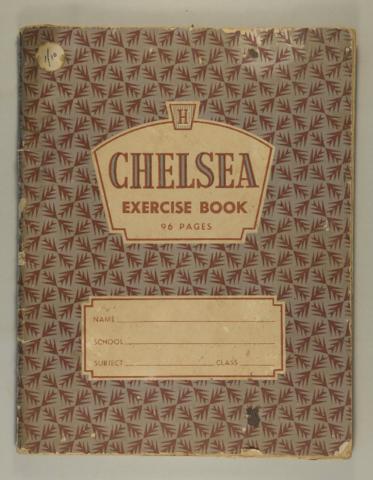 H
CHELSEA
EXERCISE BOOK
96 PAGES
NAME
SCHOOL
SUBJECT CLASS